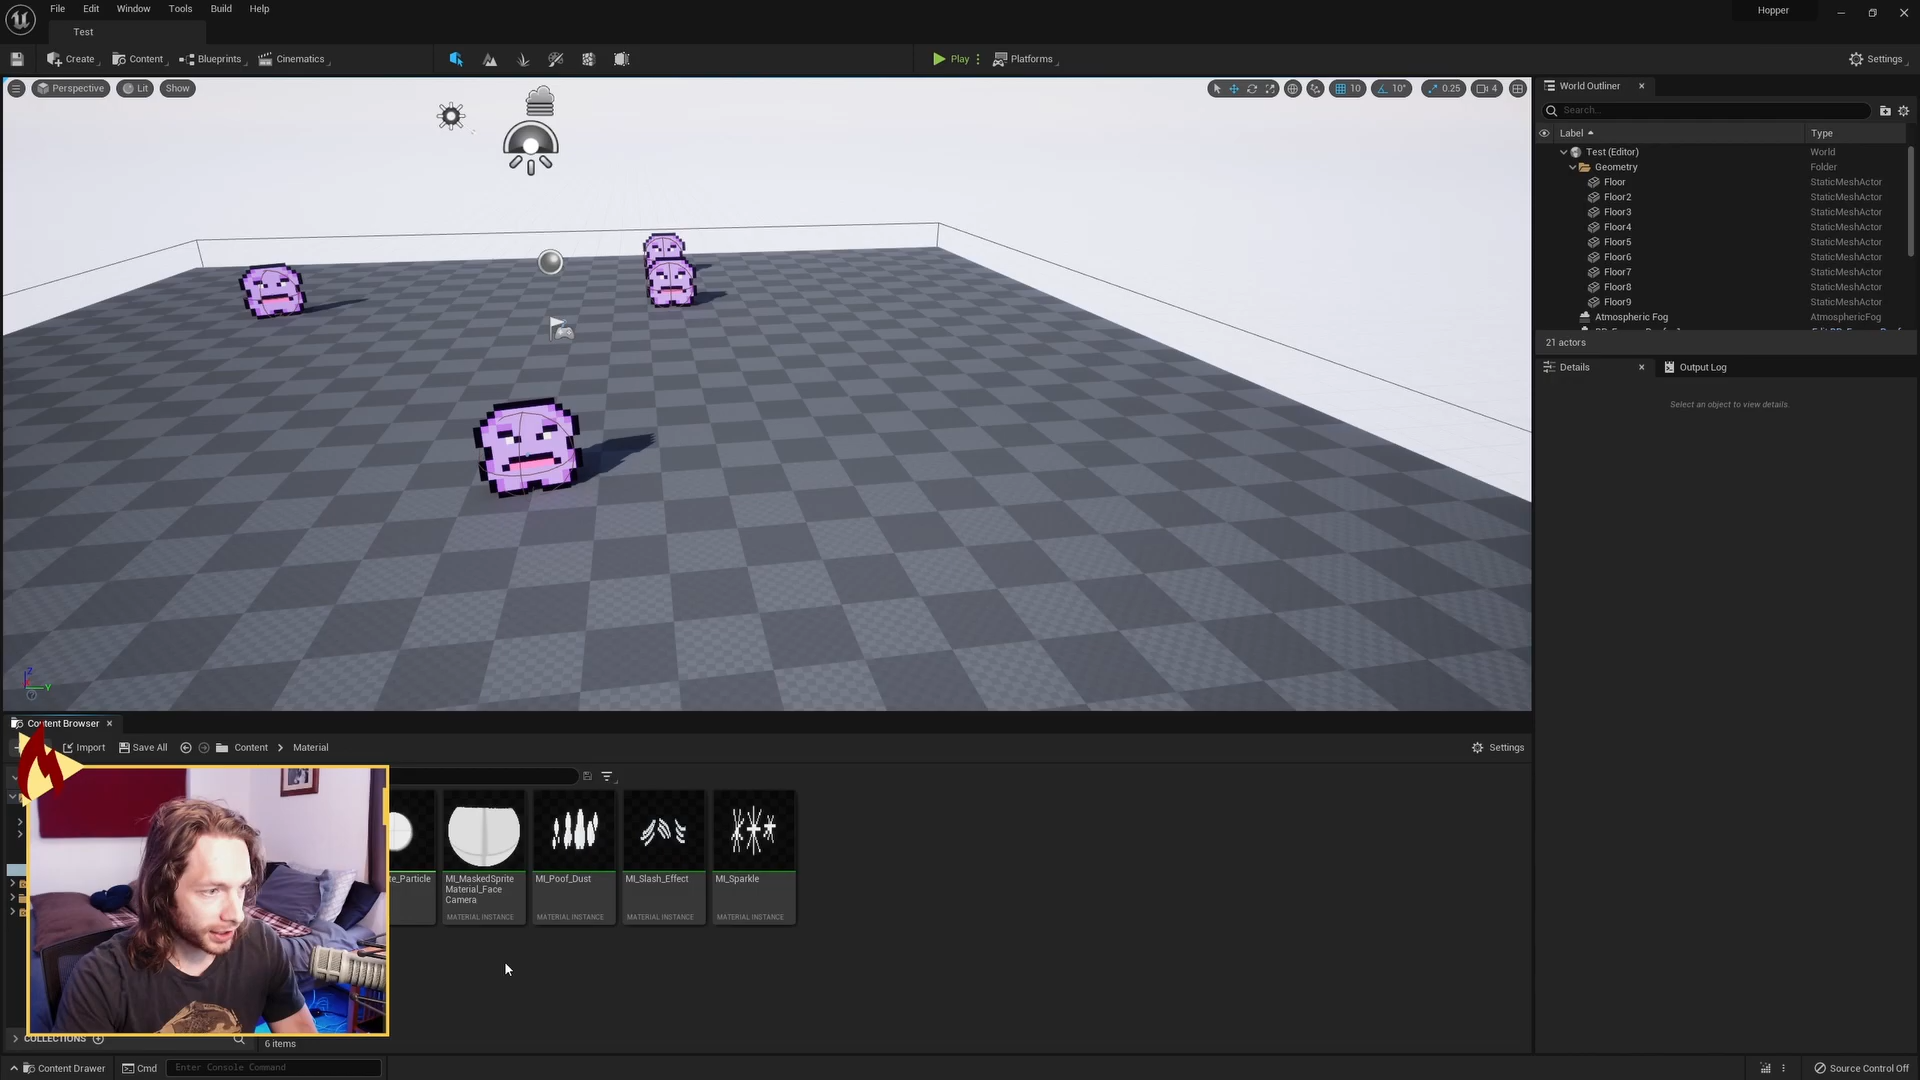 File Edit Window Tools Build Help
Hopper
Test
Create Content Blueprints Cinematics
Play Platforms
Settings
Perspective Lit Show
10 10° 0.25 4
World Outliner
Search...
Label Type
Test (Editor) World
Geometry Folder
Floor StaticMeshActor
Floor2 StaticMeshActor
Floor3 StaticMeshActor
Floor4 StaticMeshActor
Floor5 StaticMeshActor
Floor6 StaticMeshActor
Floor7 StaticMeshActor
Floor8 StaticMeshActor
Floor9 StaticMeshActor
Atmospheric Fog AtmosphericFog
21 actors
Details Output Log
Select an object to view details.
Z
Y
Content Browser
Import Save All Content Material
Settings
te_Particle
MI_MaskedSprite
Material_Face
Camera
MATERIAL INSTANCE
MI_Poof_Dust
MATERIAL INSTANCE
MI_Slash_Effect
MATERIAL INSTANCE
MI_Sparkle
MATERIAL INSTANCE
COLLECTIONS
6 items
Content Drawer Cmd Enter Console Command
Source Control Off